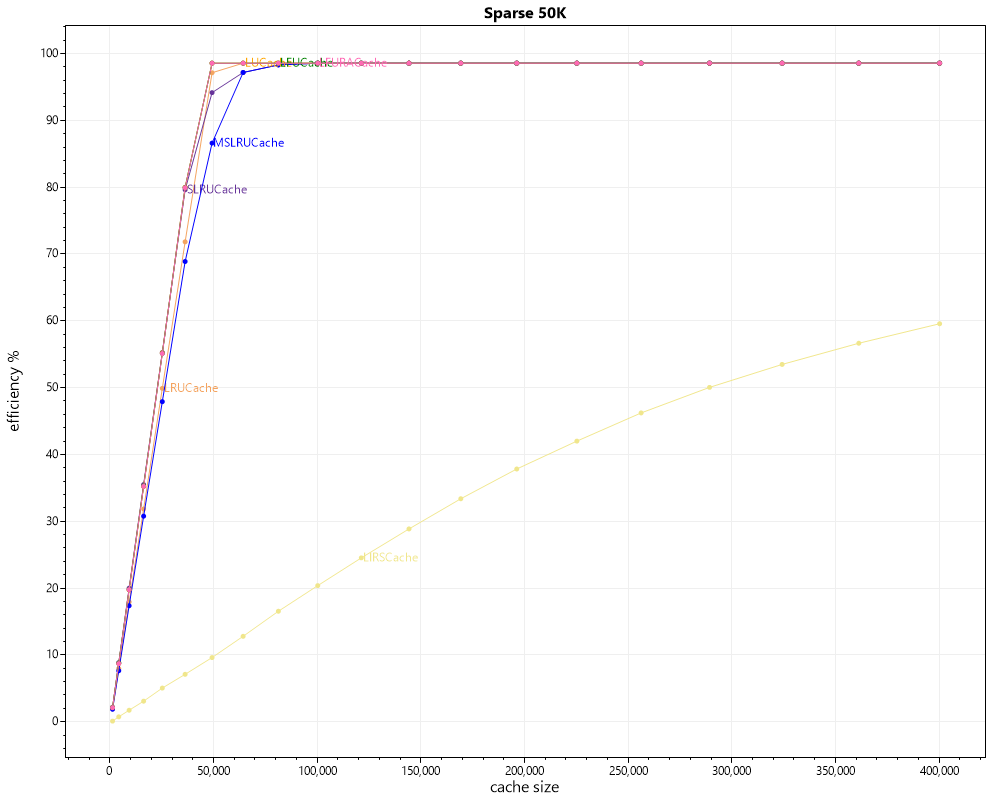 Sparse 50K
efficiency %
100
90
80
70
60
50
40
30
20
10
0
MSLRUCache
SLRUCache
LRUCache
LIRSCache
0
50,000
100,000
150,000
200,000
250,000
300,000
350,000
400,000
cache size